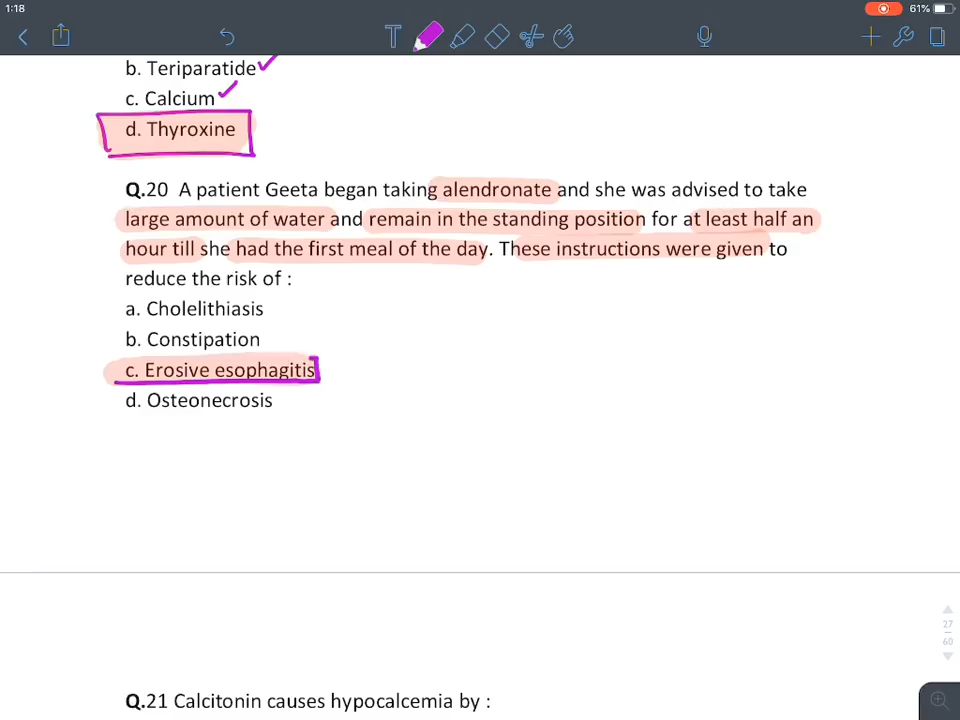 1:18
61%
T
b. Teriparatide
c. Calcium
d. Thyroxine
Q.20 A patient Geeta began taking alendronate and she was advised to take
large amount of water and remain in the standing position for at least half an
hour till she had the first meal of the day. These instructions were given to
reduce the risk of :
a. Cholelithiasis
b. Constipation
c. Erosive esophagitis
d. Osteonecrosis
27
60
Q.21 Calcitonin causes hypocalcemia by :